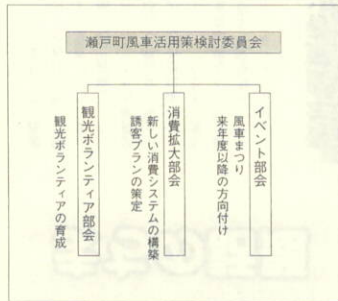 瀬戸町風車活用策検討委員会
イベント部会
風車まつり
来年度以降の方向付け
消費拡大部会
新しい消費システムの構築
誘客プランの策定
観光ボランティア部会
観光ボランティアの育成